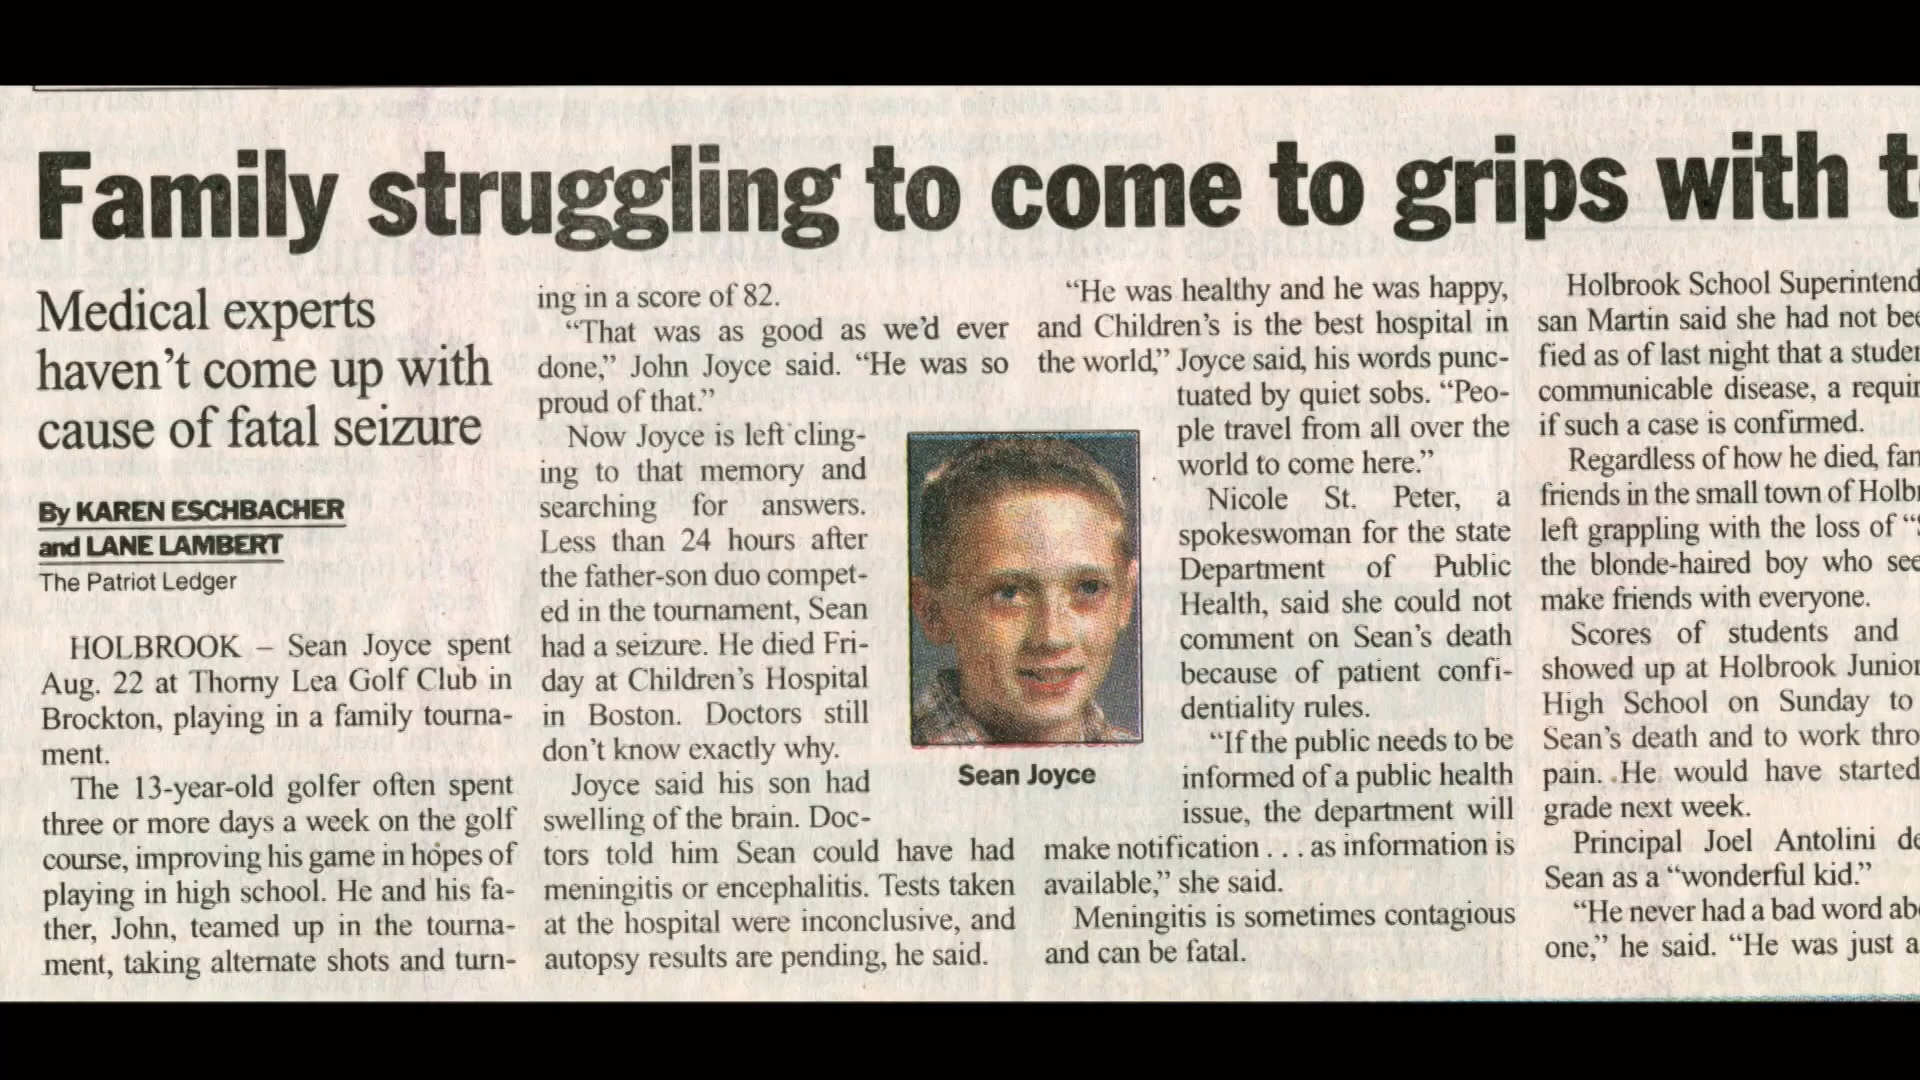 Family struggling to come to grips with
Medical experts
haven't come up with
cause of fatal seizure
By KAREN ESCHBACHER
and LANE LAMBERT
The Patriot Ledger
HOLBROOK – Sean Joyce spent
Aug. 22 at Thorny Lea Golf Club in
Brockton, playing in a family tourna-
ment.
The 13-year-old golfer often spent
three or more days a week on the golf
course, improving his game in hopes of
playing in high school. He and his fa-
ther, John, teamed up in the tourna-
ment, taking alternate shots and turn-
ing in a score of 82.
“That was as good as we'd ever
done,” John Joyce said. “He was so
proud of that.”
Now Joyce is left cling-
ing to that memory and
searching for answers.
Less than 24 hours after
the father-son duo compet-
ed in the tournament, Sean
had a seizure. He died Fri-
day at Children's Hospital
in Boston. Doctors still
don't know exactly why.
Joyce said his son had
swelling of the brain. Doc-
tors told him Sean could have had
meningitis or encephalitis. Tests taken
at the hospital were inconclusive, and
autopsy results are pending, he said.
Sean Joyce
“He was healthy and he was happy,
and Children's is the best hospital in
the world,” Joyce said, his words punc-
tuated by quiet sobs. “Peo-
ple travel from all over the
world to come here.”
Nicole St. Peter, a
spokeswoman for the state
Department of Public
Health, said she could not
comment on Sean's death
because of patient confi-
dentiality rules.
“If the public needs to be
informed of a public health
issue, the department will
make notification . . . as information is
available,” she said.
Meningitis is sometimes contagious
and can be fatal.
Holbrook School Superintend
san Martin said she had not bee
fied as of last night that a studen
communicable disease, a requir
if such a case is confirmed.
Regardless of how he died, fam
friends in the small town of Holbr
left grappling with the loss of “S
the blonde-haired boy who see
make friends with everyone.
Scores of students and
showed up at Holbrook Junior
High School on Sunday to
Sean's death and to work thro
pain. He would have started
grade next week.
Principal Joel Antolini de
Sean as a “wonderful kid.”
“He never had a bad word abo
one,” he said. “He was just a